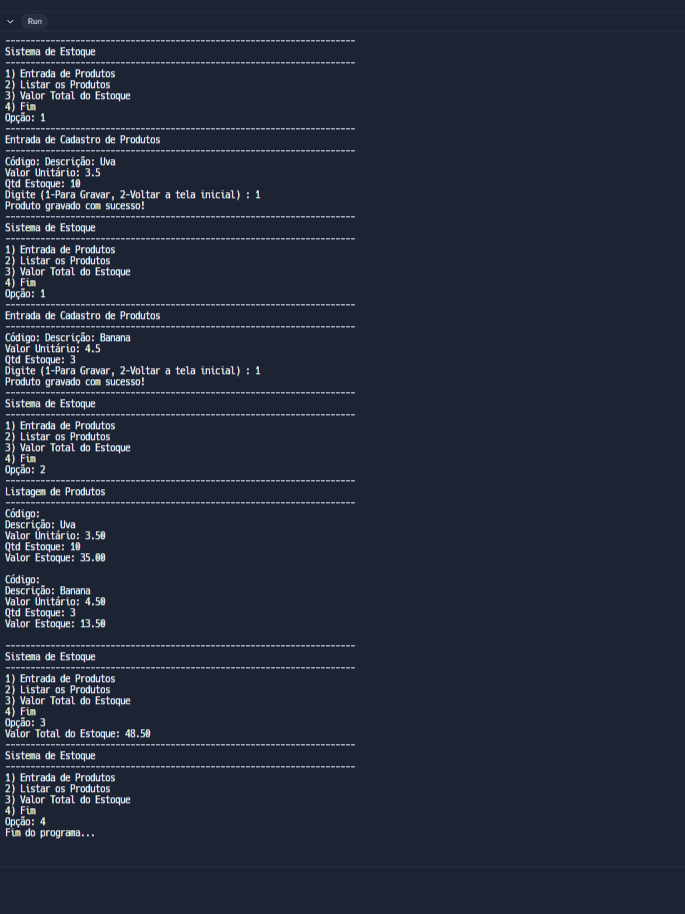 Run
----------------------------------------------------------------------
Sistema de Estoque
----------------------------------------------------------------------
1) Entrada de Produtos
2) Listar os Produtos
3) Valor Total do Estoque
4) Fim
Opção: 1
----------------------------------------------------------------------
Entrada de Cadastro de Produtos
----------------------------------------------------------------------
Código: Descrição: Uva
Valor Unitário: 3.5
Qtd Estoque: 10
Digite (1-Para Gravar, 2-Voltar a tela inicial) : 1
Produto gravado com sucesso!
----------------------------------------------------------------------
Sistema de Estoque
----------------------------------------------------------------------
1) Entrada de Produtos
2) Listar os Produtos
3) Valor Total do Estoque
4) Fim
Opção: 1
----------------------------------------------------------------------
Entrada de Cadastro de Produtos
----------------------------------------------------------------------
Código: Descrição: Banana
Valor Unitário: 4.5
Qtd Estoque: 3
Digite (1-Para Gravar, 2-Voltar a tela inicial) : 1
Produto gravado com sucesso!
----------------------------------------------------------------------
Sistema de Estoque
----------------------------------------------------------------------
1) Entrada de Produtos
2) Listar os Produtos
3) Valor Total do Estoque
4) Fim
Opção: 2
----------------------------------------------------------------------
Listagem de Produtos
----------------------------------------------------------------------
Código:
Descrição: Uva
Valor Unitário: 3.50
Qtd Estoque: 10
Valor Estoque: 35.00

Código:
Descrição: Banana
Valor Unitário: 4.50
Qtd Estoque: 3
Valor Estoque: 13.50

----------------------------------------------------------------------
Sistema de Estoque
----------------------------------------------------------------------
1) Entrada de Produtos
2) Listar os Produtos
3) Valor Total do Estoque
4) Fim
Opção: 3
Valor Total do Estoque: 48.50
----------------------------------------------------------------------
Sistema de Estoque
----------------------------------------------------------------------
1) Entrada de Produtos
2) Listar os Produtos
3) Valor Total do Estoque
4) Fim
Opção: 4
Fim do programa...